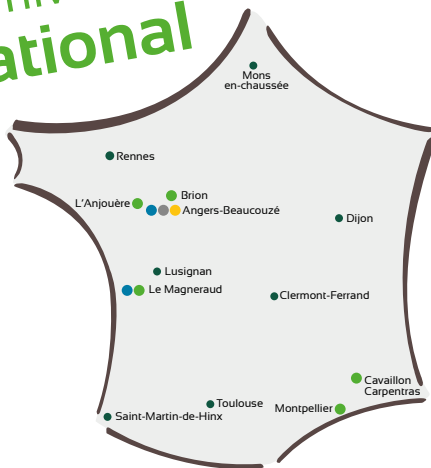 ational
Mons
en-chaussée
Rennes
Brion
L'Anjouère
Angers-Beaucouzé
Dijon
Lusignan
Le Magneraud
Clermont-Ferrand
Cavaillon
Carpentras
Toulouse
Montpellier
Saint-Martin-de-Hinx